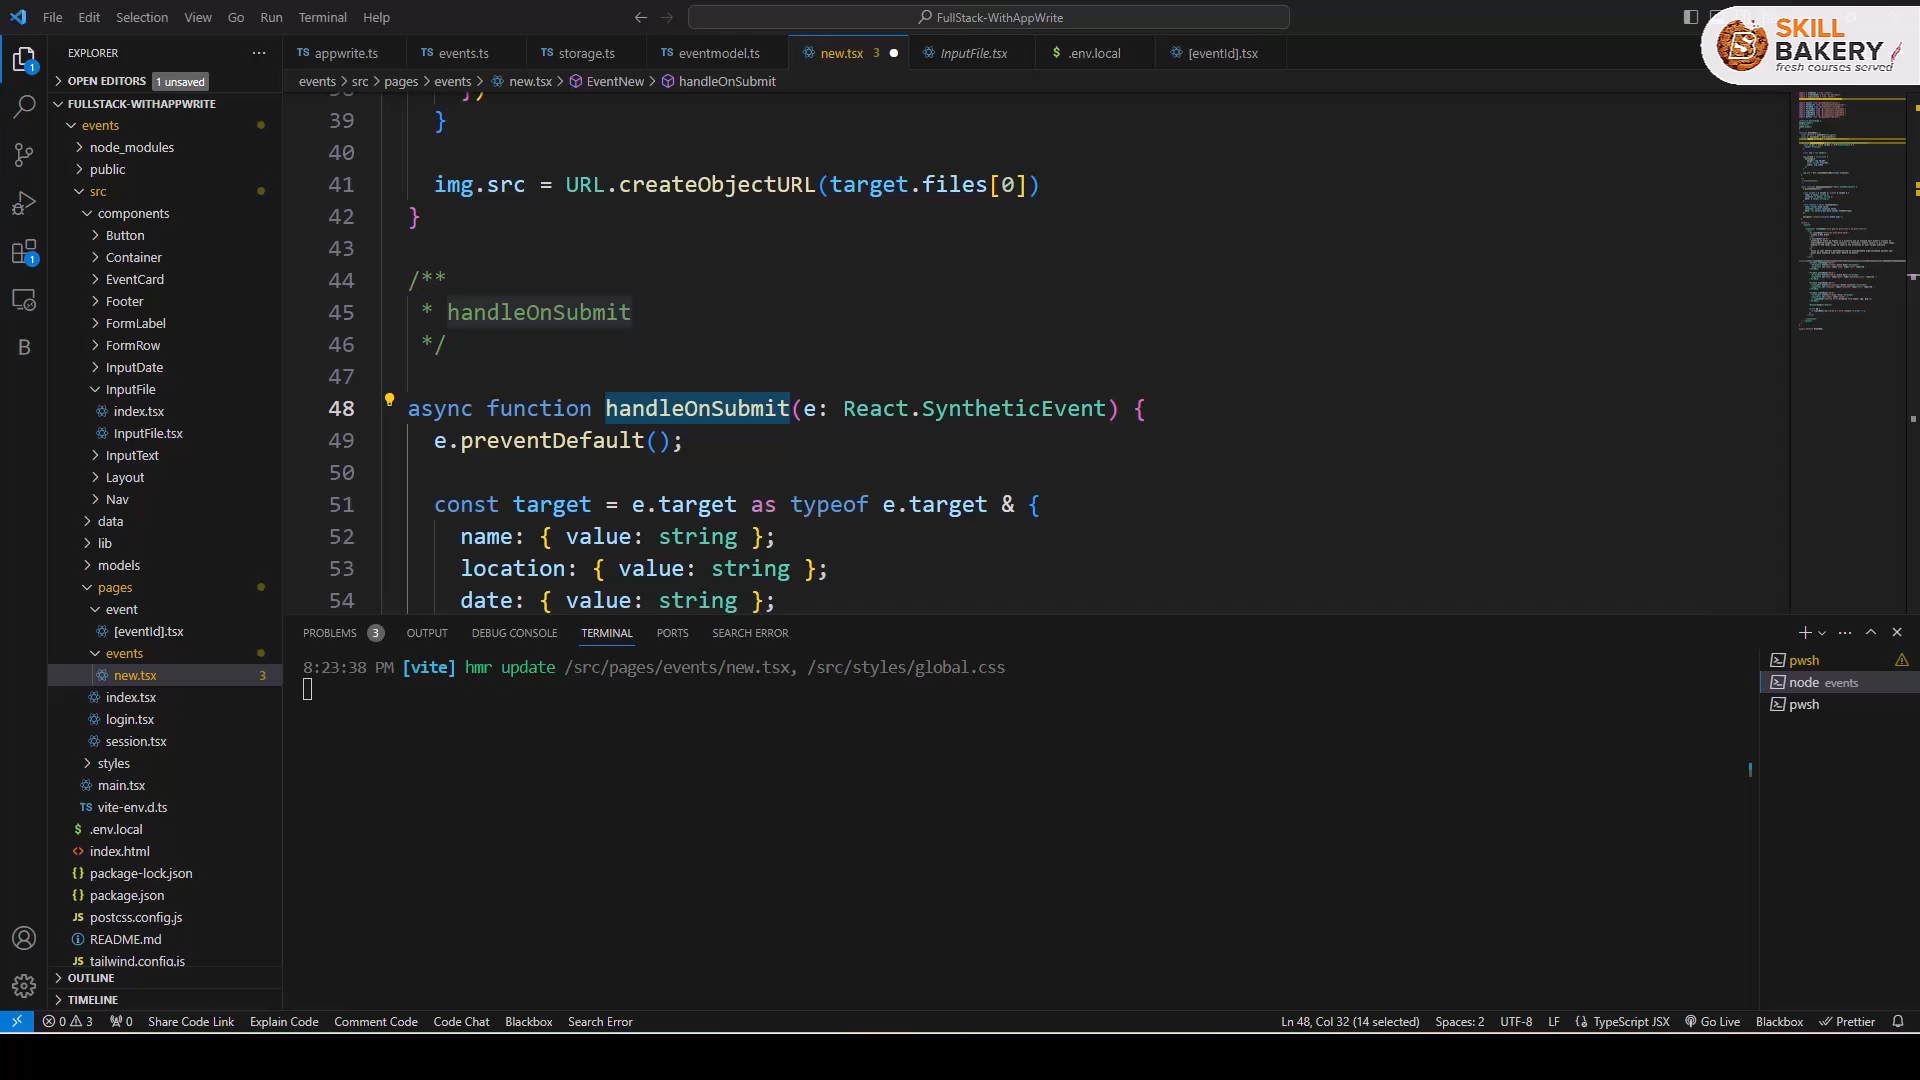 File Edit Selection View Go Run Terminal Help
FullStack-WithAppWrite
SKILL
BAKERY
fresh courses served
EXPLORER
OPEN EDITORS 1 unsaved
FULLSTACK-WITHAPPWRITE
events
node_modules
public
src
components
Button
Container
EventCard
Footer
FormLabel
FormRow
InputDate
InputFile
index.tsx
InputFile.tsx
InputText
Layout
Nav
data
lib
models
pages
event
[eventId].tsx
events
new.tsx 3
index.tsx
login.tsx
session.tsx
styles
main.tsx
TS vite-env.d.ts
$ .env.local
<> index.html
{} package-lock.json
{} package.json
JS postcss.config.js
README.md
JS tailwind.config.js
OUTLINE
TIMELINE
TS appwrite.ts TS events.ts TS storage.ts TS eventmodel.ts new.tsx 3 InputFile.tsx $ .env.local [eventId].tsx
events > src > pages > events > new.tsx > EventNew > handleOnSubmit
38 };
39 }
40
41 img.src = URL.createObjectURL(target.files[0])
42 }
43
44 /**
45 * handleOnSubmit
46 */
47
48 async function handleOnSubmit(e: React.SyntheticEvent) {
49 e.preventDefault();
50
51 const target = e.target as typeof e.target & {
52 name: { value: string };
53 location: { value: string };
54 date: { value: string };
PROBLEMS 3 OUTPUT DEBUG CONSOLE TERMINAL PORTS SEARCH ERROR
8:23:38 PM [vite] hmr update /src/pages/events/new.tsx, /src/styles/global.css
pwsh
node events
pwsh
0 3 0 Share Code Link Explain Code Comment Code Code Chat Blackbox Search Error Ln 48, Col 32 (14 selected) Spaces: 2 UTF-8 LF {} TypeScript JSX Go Live Blackbox Prettier